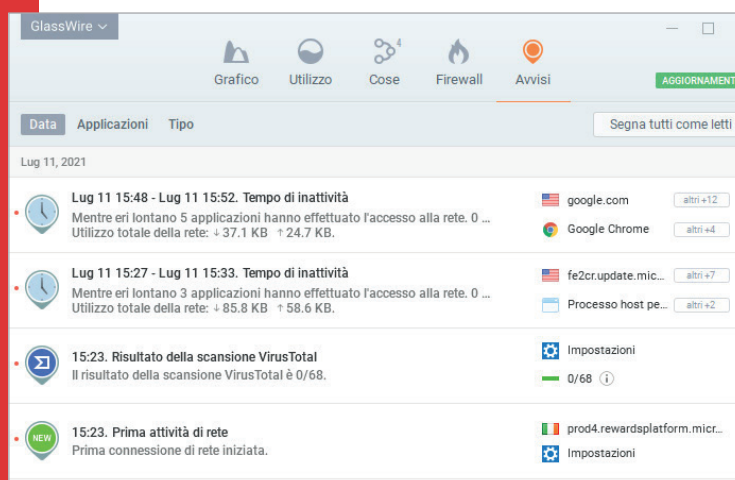 GlassWire
4
Grafico
Utilizzo
Cose
Firewall
Avvisi
AGGIORNAMENT
Data
Applicazioni
Tipo
Segna tutti come letti
Lug 11, 2021
Lug 11 15:48 - Lug 11 15:52. Tempo di inattività
Mentre eri lontano 5 applicazioni hanno effettuato l'accesso alla rete. 0 ...
Utilizzo totale della rete: ↓ 37.1 KB ↑ 24.7 KB.
google.com
altri +12
Google Chrome
altri +4
Lug 11 15:27 - Lug 11 15:33. Tempo di inattività
Mentre eri lontano 3 applicazioni hanno effettuato l'accesso alla rete. 0 ...
Utilizzo totale della rete: ↓ 85.8 KB ↑ 58.6 KB.
fe2cr.update.mic...
altri +7
Processo host pe...
altri +2
15:23. Risultato della scansione VirusTotal
Il risultato della scansione VirusTotal è 0/68.
Impostazioni
0/68
NEW
15:23. Prima attività di rete
Prima connessione di rete iniziata.
prod4.rewardsplatform.micr...
Impostazioni